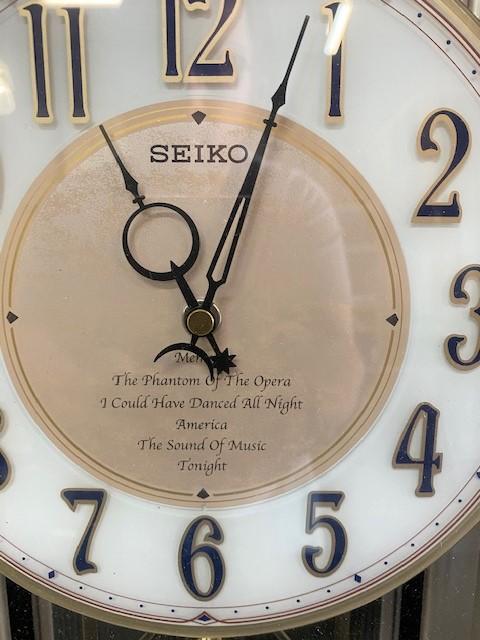 11 12 1
2
SEIKO
3
The Phantom Of The Opera
I Could Have Danced All Night
America
4
The Sound Of Music
Tonight
7 6 5